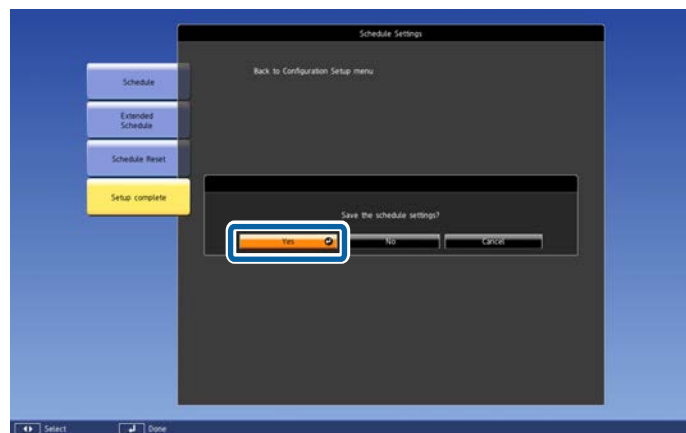 Schedule Settings
Back to Configuration Setup menu
Schedule
Extended
Schedule
Schedule Reset
Setup complete
Save the schedule settings?
Yes No Cancel
Select Done